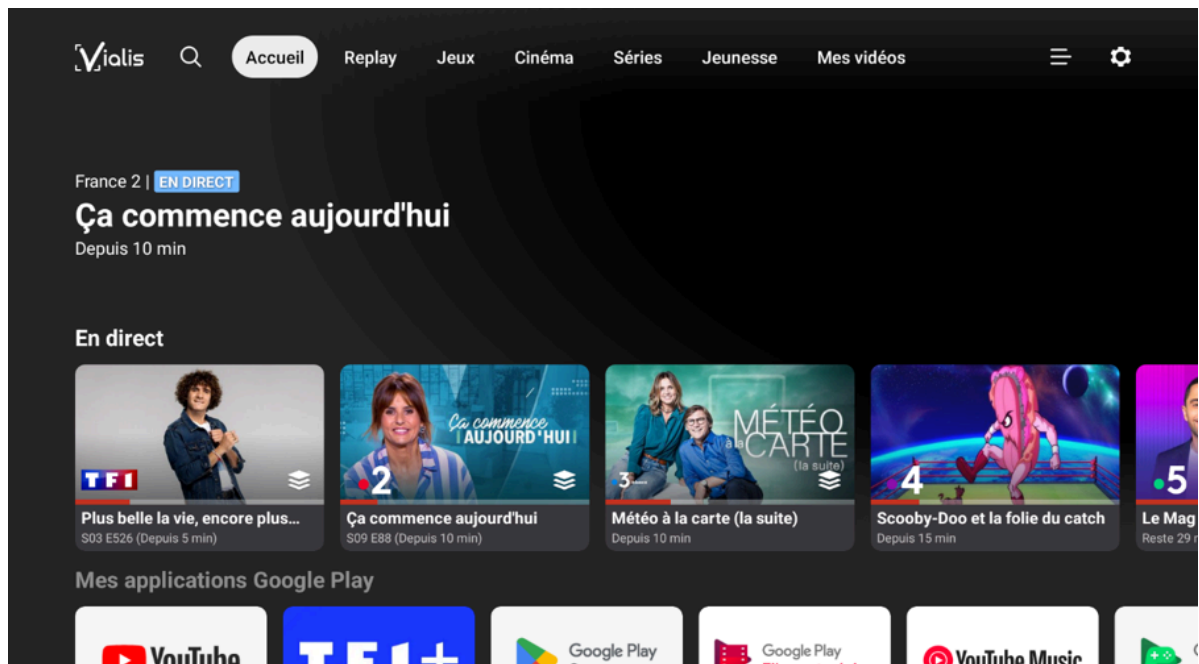 Vialis
Accueil
Replay
Jeux
Cinéma
Séries
Jeunesse
Mes vidéos
France 2 | EN DIRECT
Ça commence aujourd'hui
Depuis 10 min
En direct
TF1
Plus belle la vie, encore plus...
S03 E526 (Depuis 5 min)
Ça commence
AUJOURD'HUI
2
Ça commence aujourd'hui
S09 E88 (Depuis 10 min)
MÉTÉO
à la CARTE
(la suite)
3
Météo à la carte (la suite)
Depuis 10 min
4
Scooby-Doo et la folie du catch
Depuis 15 min
5
Le Mag
Reste 29
Mes applications Google Play
YouTube
TF1+
Google Play
Google Play
YouTube Music